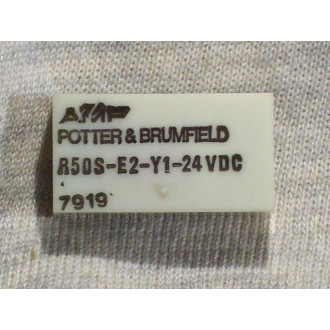 AMP
POTTER & BRUMFIELD
R50S-E2-Y1-24VDC
7919